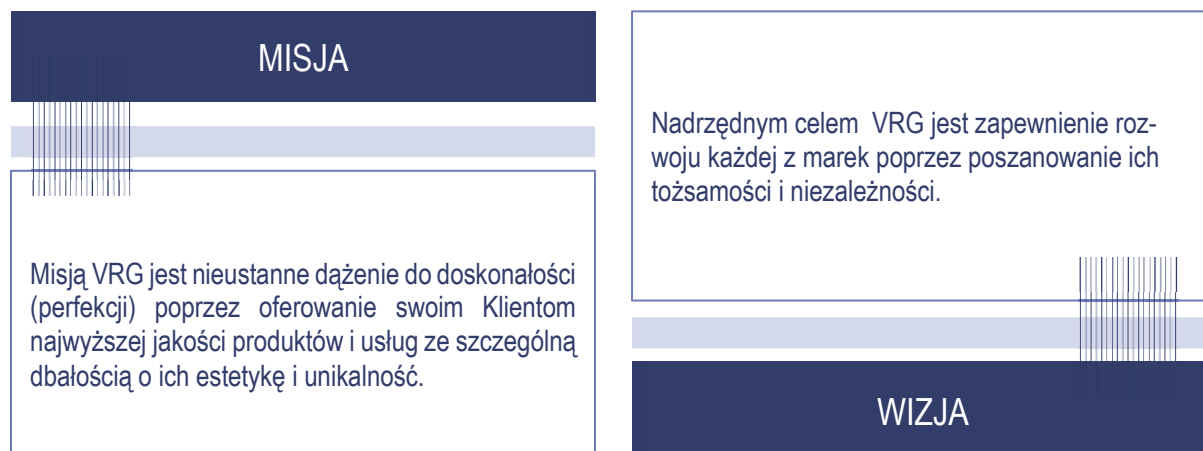 MISJA
Misją VRG jest nieustanne dążenie do doskonałości
(perfekcji) poprzez oferowanie swoim Klientom
najwyższej jakości produktów i usług ze szczególną
dbałością o ich estetykę i unikalność.
Nadrzędnym celem VRG jest zapewnienie roz-
woju każdej z marek poprzez poszanowanie ich
tożsamości i niezależności.
WIZJA